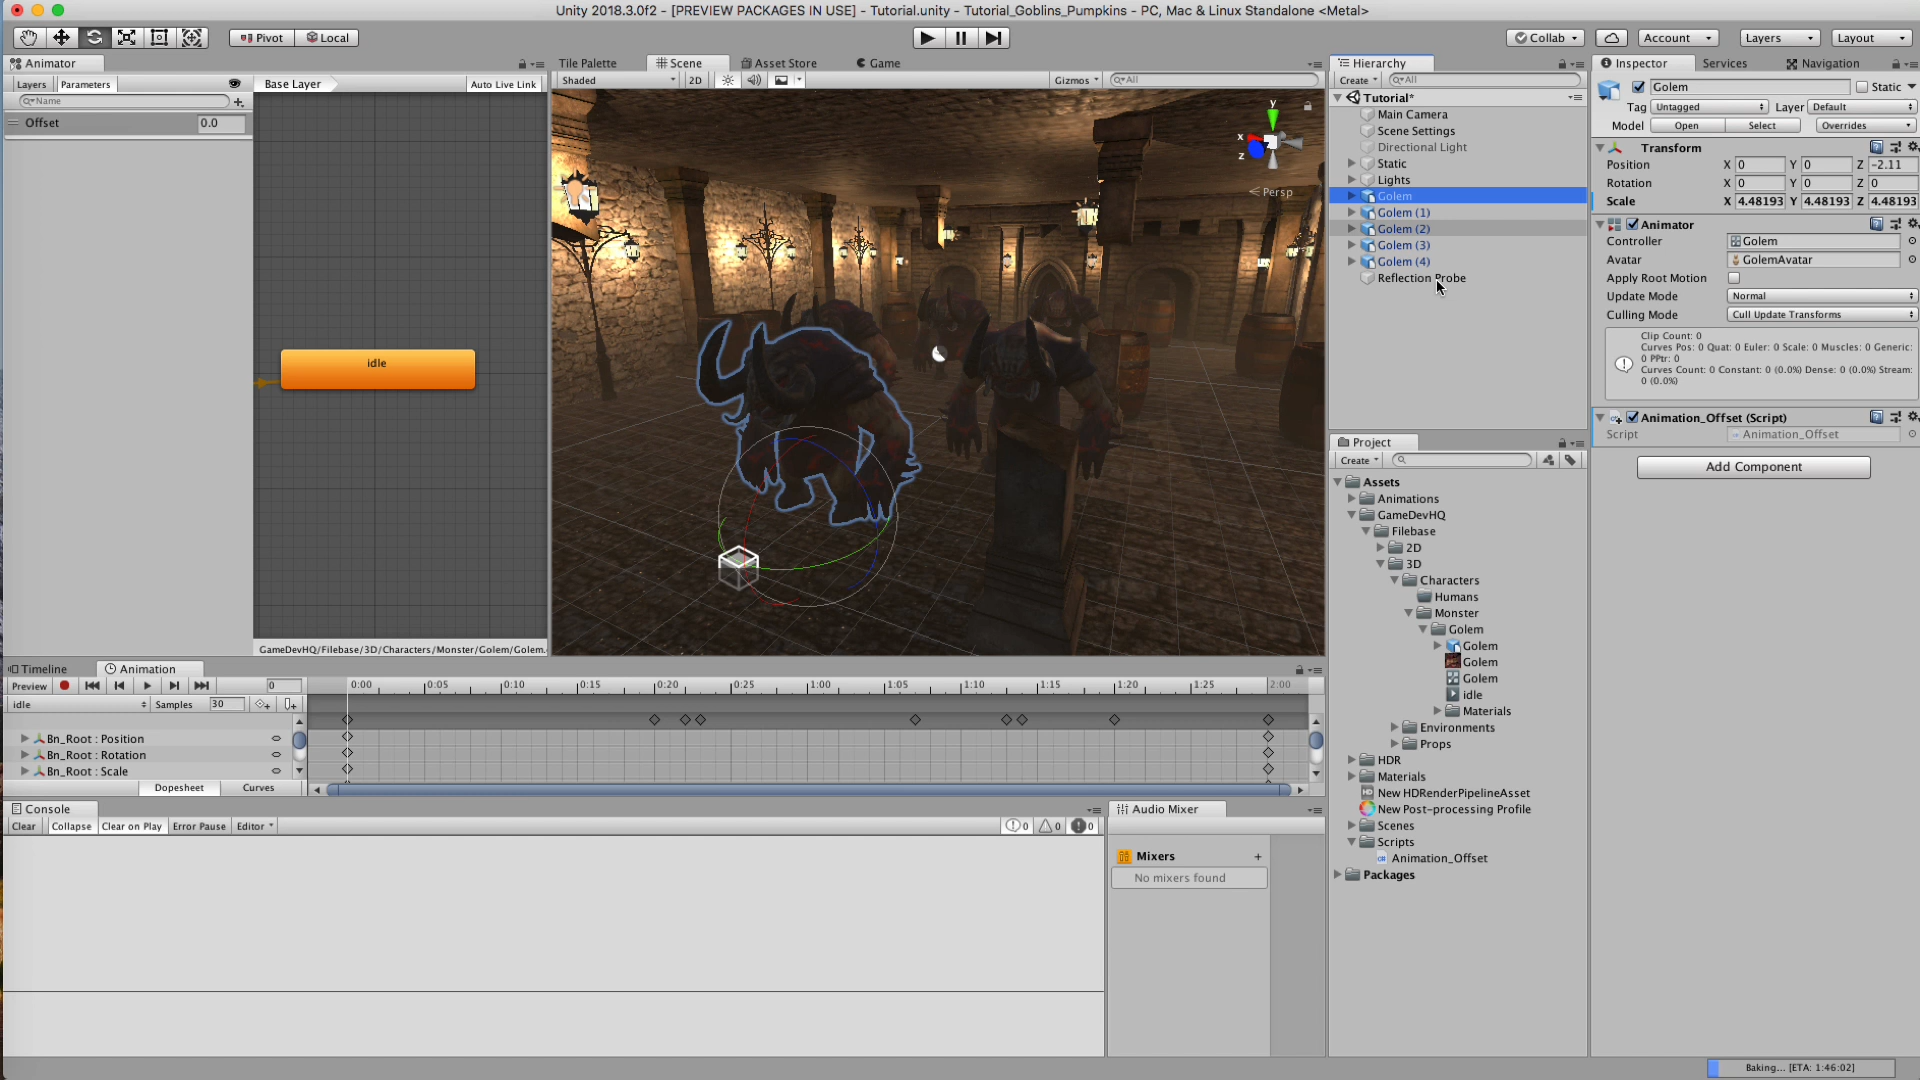 Unity 2018.3.0f2 - [PREVIEW PACKAGES IN USE] - Tutorial.unity - Tutorial_Goblins_Pumpkins - PC, Mac & Linux Standalone <Metal>
Pivot Local Collab Account Layers Layout
Animator
Layers Parameters Base Layer Auto Live Link
Name
Offset 0.0
idle
GameDevHQ/Filebase/3D/Characters/Monster/Golem/Golem.
Tile Palette Scene Asset Store Game
Shaded 2D Gizmos All
y
x
z
Persp
Hierarchy
Create All
Tutorial*
Main Camera
Scene Settings
Directional Light
Static
Lights
Golem
Golem (1)
Golem (2)
Golem (3)
Golem (4)
Reflection Probe
Project
Create
Assets
Animations
GameDevHQ
Filebase
2D
3D
Characters
Humans
Monster
Golem
Golem
Golem
Golem
idle
Materials
Environments
Props
HDR
Materials
New HDRenderPipelineAsset
New Post-processing Profile
Scenes
Scripts
Animation_Offset
Packages
Inspector Services Navigation
Golem Static
Tag Untagged Layer Default
Model Open Select Overrides
Transform
Position X 0 Y 0 Z -2.11
Rotation X 0 Y 0 Z 0
Scale X 4.48193 Y 4.48193 Z 4.48193
Animator
Controller Golem
Avatar GolemAvatar
Apply Root Motion
Update Mode Normal
Culling Mode Cull Update Transforms
Clip Count: 0
Curves Pos: 0 Quat: 0 Euler: 0 Scale: 0 Muscles: 0 Generic:
0 PPtr: 0
Curves Count: 0 Constant: 0 (0.0%) Dense: 0 (0.0%) Stream:
0 (0.0%)
Animation_Offset (Script)
Script Animation_Offset
Add Component
Timeline Animation
Preview 0 0:00 0:05 0:10 0:15 0:20 0:25 1:00 1:05 1:10 1:15 1:20 1:25 2:00
idle Samples 30
Bn_Root : Position
Bn_Root : Rotation
Bn_Root : Scale
Dopesheet Curves
Console
Clear Collapse Clear on Play Error Pause Editor 0 0 0
Audio Mixer
Mixers +
No mixers found
Baking... [ETA: 1:46:02]